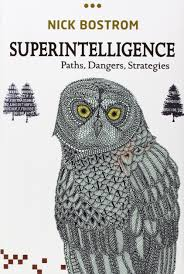 NICK BOSTROM
SUPERINTELLIGENCE
Paths, Dangers, Strategies